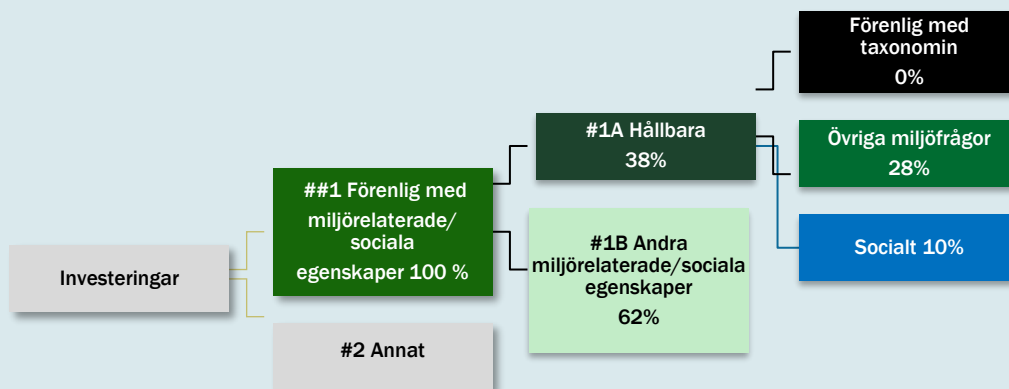 Investeringar
##1 Förenlig med
miljörelaterade/
sociala
egenskaper 100 %
#2 Annat
#1A Hållbara
38%
#1B Andra
miljörelaterade/sociala
egenskaper
62%
Förenlig med
taxonomin
0%
Övriga miljöfrågor
28%
Socialt 10%